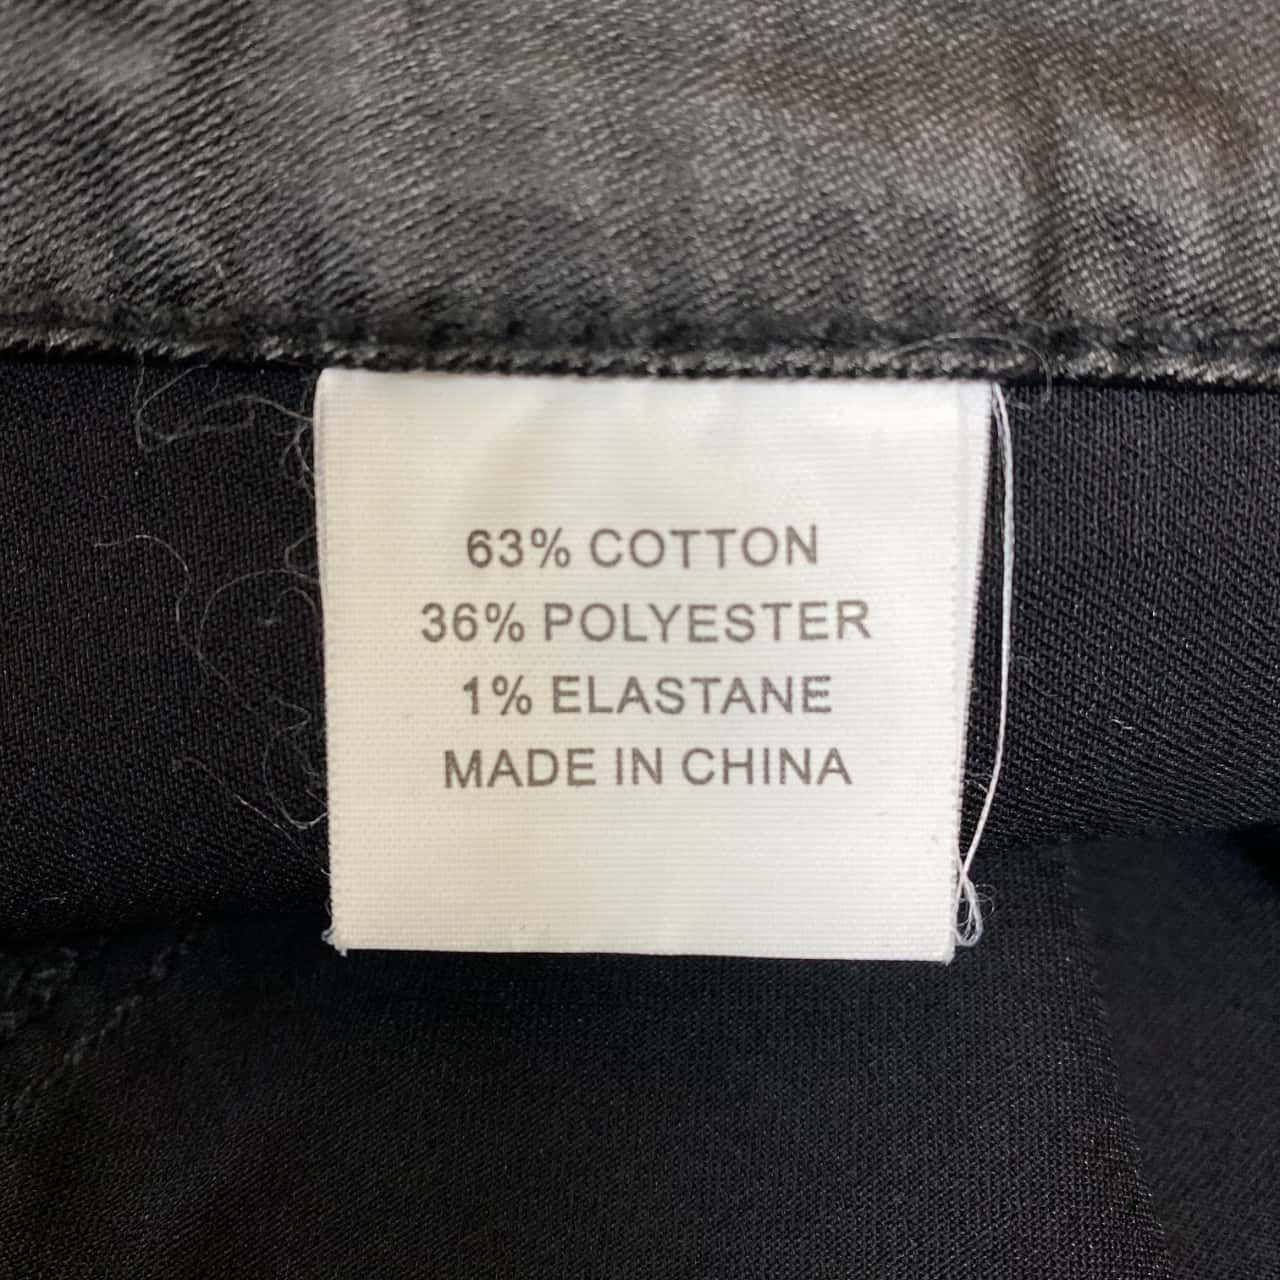 63% COTTON
36% POLYESTER
1% ELASTANE
MADE IN CHINA